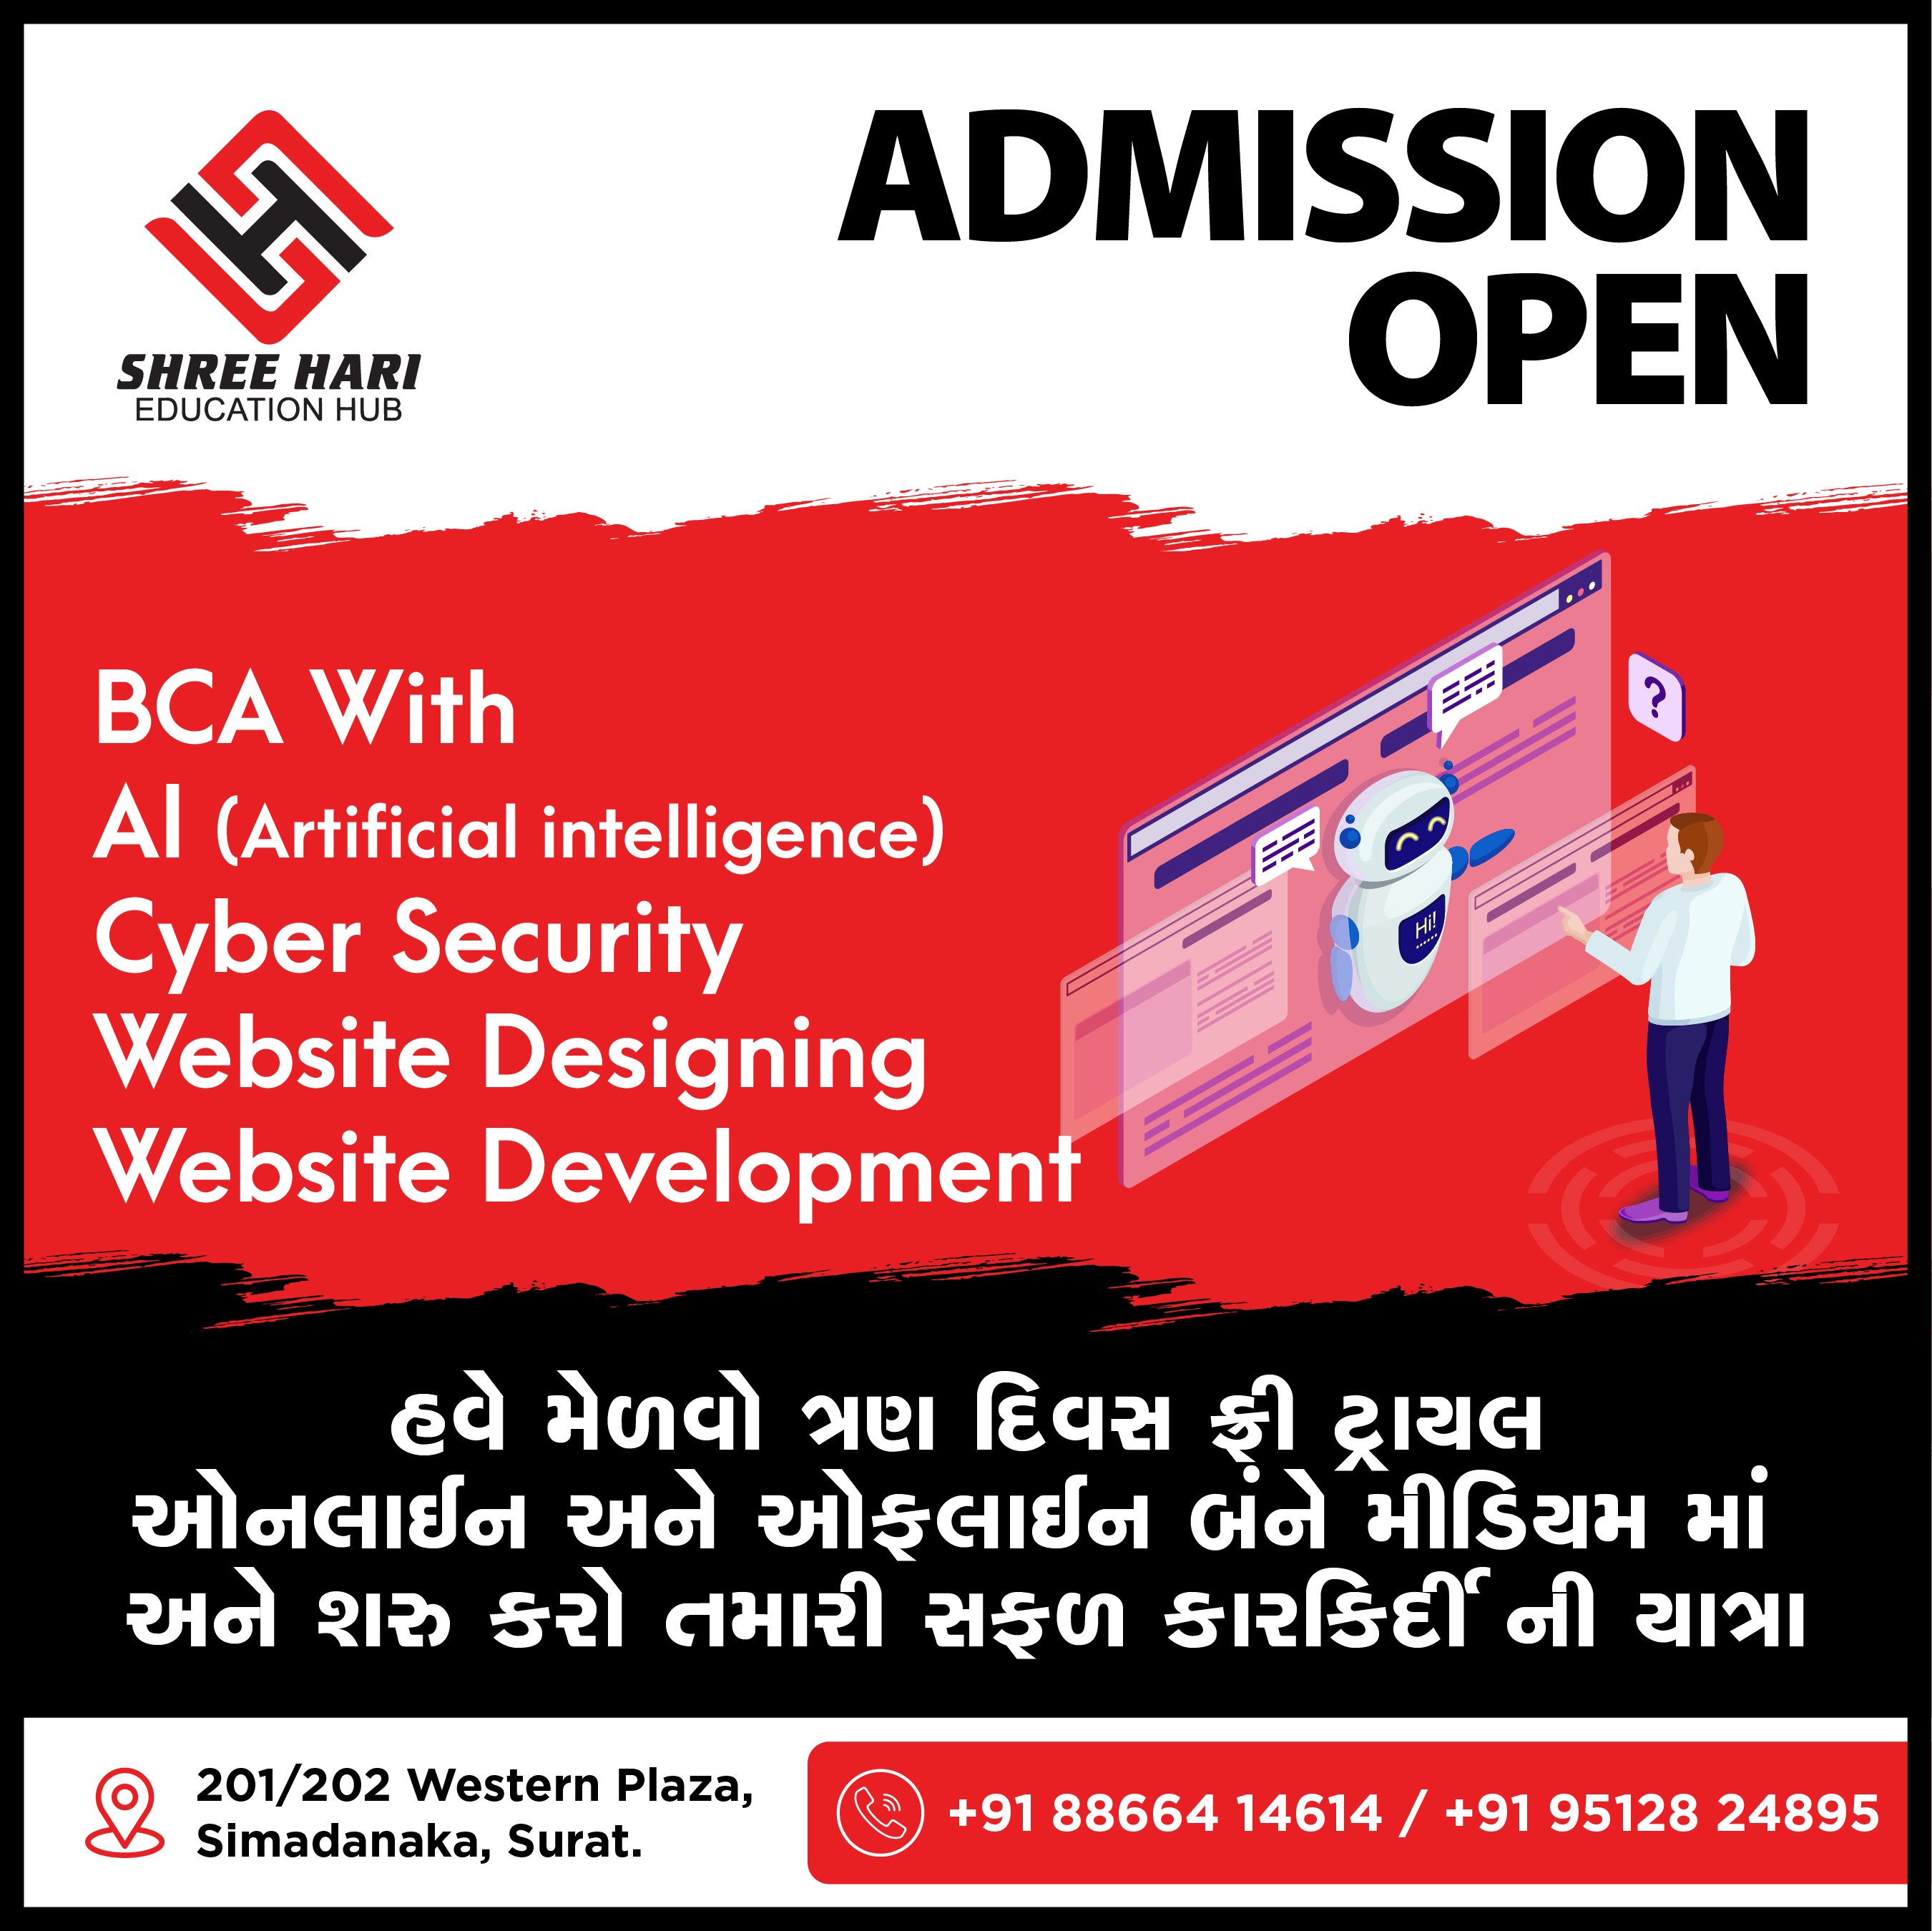 SHREE HARI
EDUCATION HUB
ADMISSION
OPEN
BCA With
AI (Artificial intelligence)
Cyber Security
Website Designing
Website Development
?
Hi!
હવે મેળવો ત્રણ દિવસ ફ્રી ટ્રાયલ
ઓનલાઈન અને ઓફલાઈન બંને મીડિયમ માં
અને શરુ કરો તમારી સફળ કારકિર્દી ની યાત્રા
201/202 Western Plaza,
Simadanaka, Surat.
+91 88664 14614 / +91 95128 24895